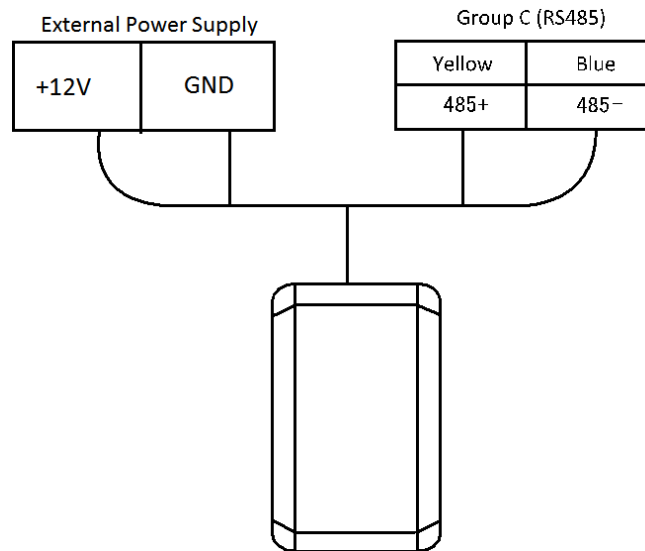 External Power Supply
+12V GND
Group C (RS485)
Yellow Blue
485+ 485−